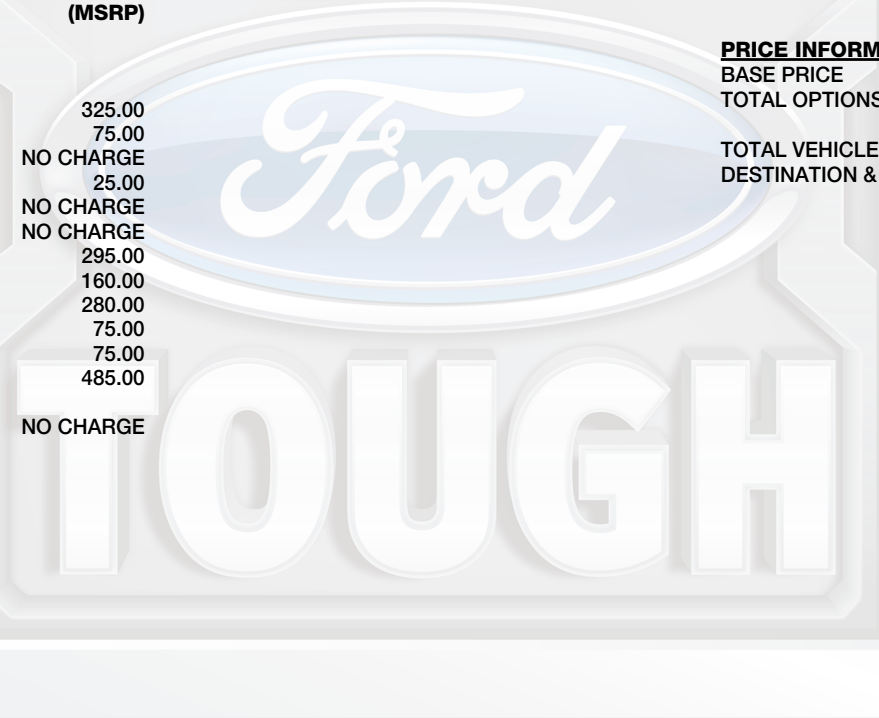 (MSRP)
325.00
75.00
NO CHARGE
25.00
NO CHARGE
NO CHARGE
295.00
160.00
280.00
75.00
75.00
485.00
NO CHARGE
PRICE INFORM
BASE PRICE
TOTAL OPTIONS
TOTAL VEHICLE
DESTINATION &
Ford
TOUGH